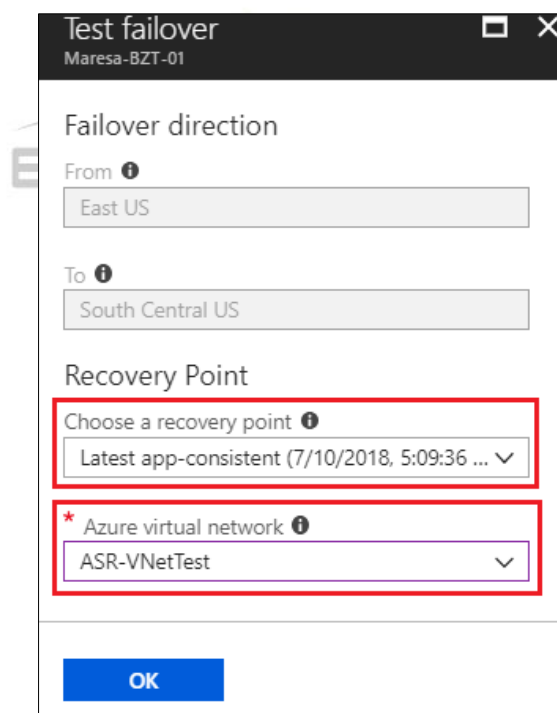 Test failover
Maresa-BZT-01
Failover direction
From
East US
To
South Central US
Recovery Point
Choose a recovery point
Latest app-consistent (7/10/2018, 5:09:36 ...
* Azure virtual network
ASR-VNetTest
OK